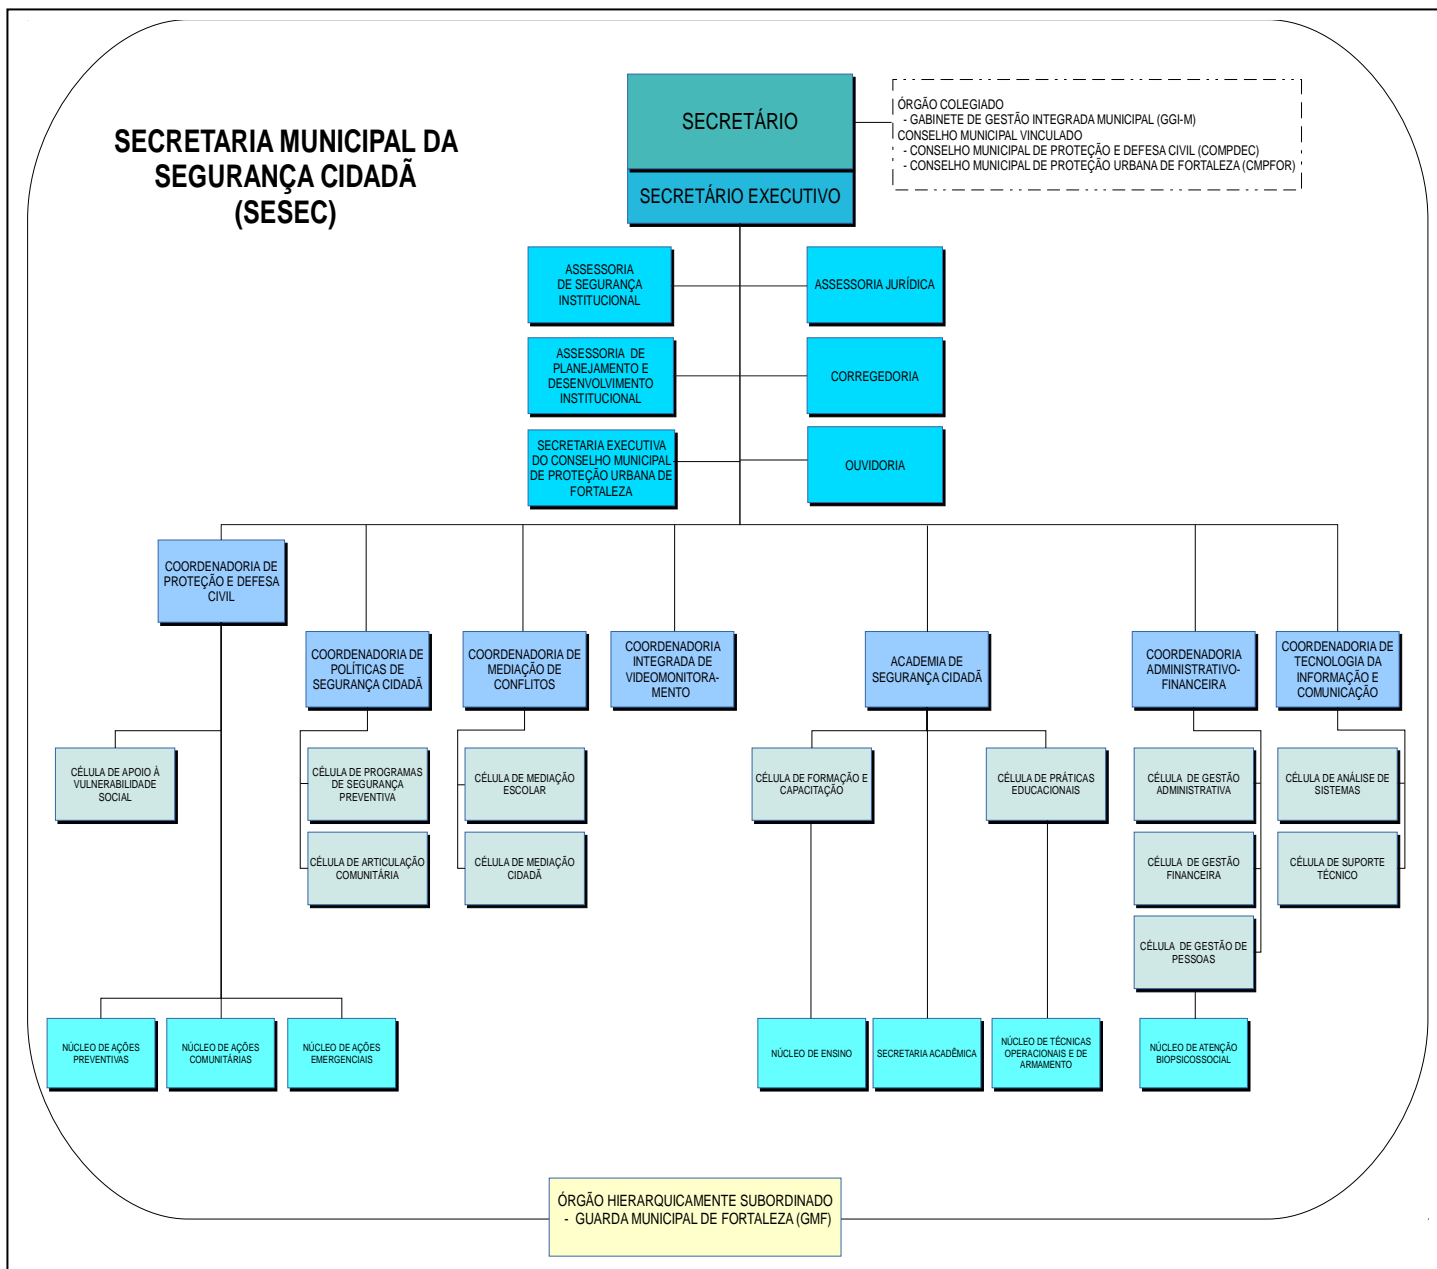 SECRETARIA MUNICIPAL DA
SEGURANÇA CIDADÃ
(SESEC)
SECRETÁRIO
SECRETÁRIO EXECUTIVO
ÓRGÃO COLEGIADO
- GABINETE DE GESTÃO INTEGRADA MUNICIPAL (GGI-M)
CONSELHO MUNICIPAL VINCULADO
- CONSELHO MUNICIPAL DE PROTEÇÃO E DEFESA CIVIL (COMPDEC)
- CONSELHO MUNICIPAL DE PROTEÇÃO URBANA DE FORTALEZA (CMPFOR)
ASSESSORIA
DE SEGURANÇA
INSTITUCIONAL
ASSESSORIA JURÍDICA
ASSESSORIA DE
PLANEJAMENTO E
DESENVOLVIMENTO
INSTITUCIONAL
CORREGEDORIA
SECRETARIA EXECUTIVA
DO CONSELHO MUNICIPAL
DE PROTEÇÃO URBANA DE
FORTALEZA
OUVIDORIA
COORDENADORIA DE
PROTEÇÃO E DEFESA
CIVIL
COORDENADORIA DE
POLÍTICAS DE
SEGURANÇA CIDADÃ
COORDENADORIA DE
MEDIAÇÃO DE
CONFLITOS
COORDENADORIA
INTEGRADA DE
VIDEOMONITORA-
MENTO
ACADEMIA DE
SEGURANÇA CIDADÃ
COORDENADORIA
ADMINISTRATIVO-
FINANCEIRA
COORDENADORIA DE
TECNOLOGIA DA
INFORMAÇÃO E
COMUNICAÇÃO
CÉLULA DE APOIO À
VULNERABILIDADE
SOCIAL
CÉLULA DE PROGRAMAS
DE SEGURANÇA
PREVENTIVA
CÉLULA DE MEDIAÇÃO
ESCOLAR
CÉLULA DE FORMAÇÃO E
CAPACITAÇÃO
CÉLULA DE PRÁTICAS
EDUCACIONAIS
CÉLULA DE GESTÃO
ADMINISTRATIVA
CÉLULA DE ANÁLISE DE
SISTEMAS
CÉLULA DE ARTICULAÇÃO
COMUNITÁRIA
CÉLULA DE MEDIAÇÃO
CIDADÃ
CÉLULA DE GESTÃO
FINANCEIRA
CÉLULA DE SUPORTE
TÉCNICO
CÉLULA DE GESTÃO DE
PESSOAS
NÚCLEO DE AÇÕES
PREVENTIVAS
NÚCLEO DE AÇÕES
COMUNITÁRIAS
NÚCLEO DE AÇÕES
EMERGENCIAIS
NÚCLEO DE ENSINO
SECRETARIA ACADÊMICA
NÚCLEO DE TÉCNICAS
OPERACIONAIS E DE
ARMAMENTO
NÚCLEO DE ATENÇÃO
BIOPSICOSSOCIAL
ÓRGÃO HIERARQUICAMENTE SUBORDINADO
- GUARDA MUNICIPAL DE FORTALEZA (GMF)